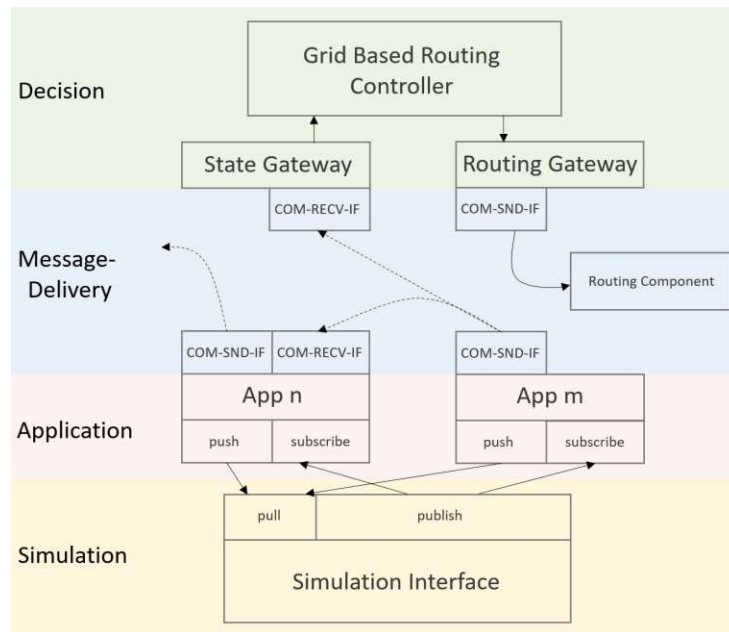 Grid Based Routing
Controller
Decision
State Gateway
Routing Gateway
COM-RECV-IF
COM-SND-IF
Message-
Delivery
Routing Component
COM-SND-IF
COM-RECV-IF
COM-SND-IF
App n
App m
Application
push
subscribe
push
subscribe
pull
publish
Simulation
Simulation Interface